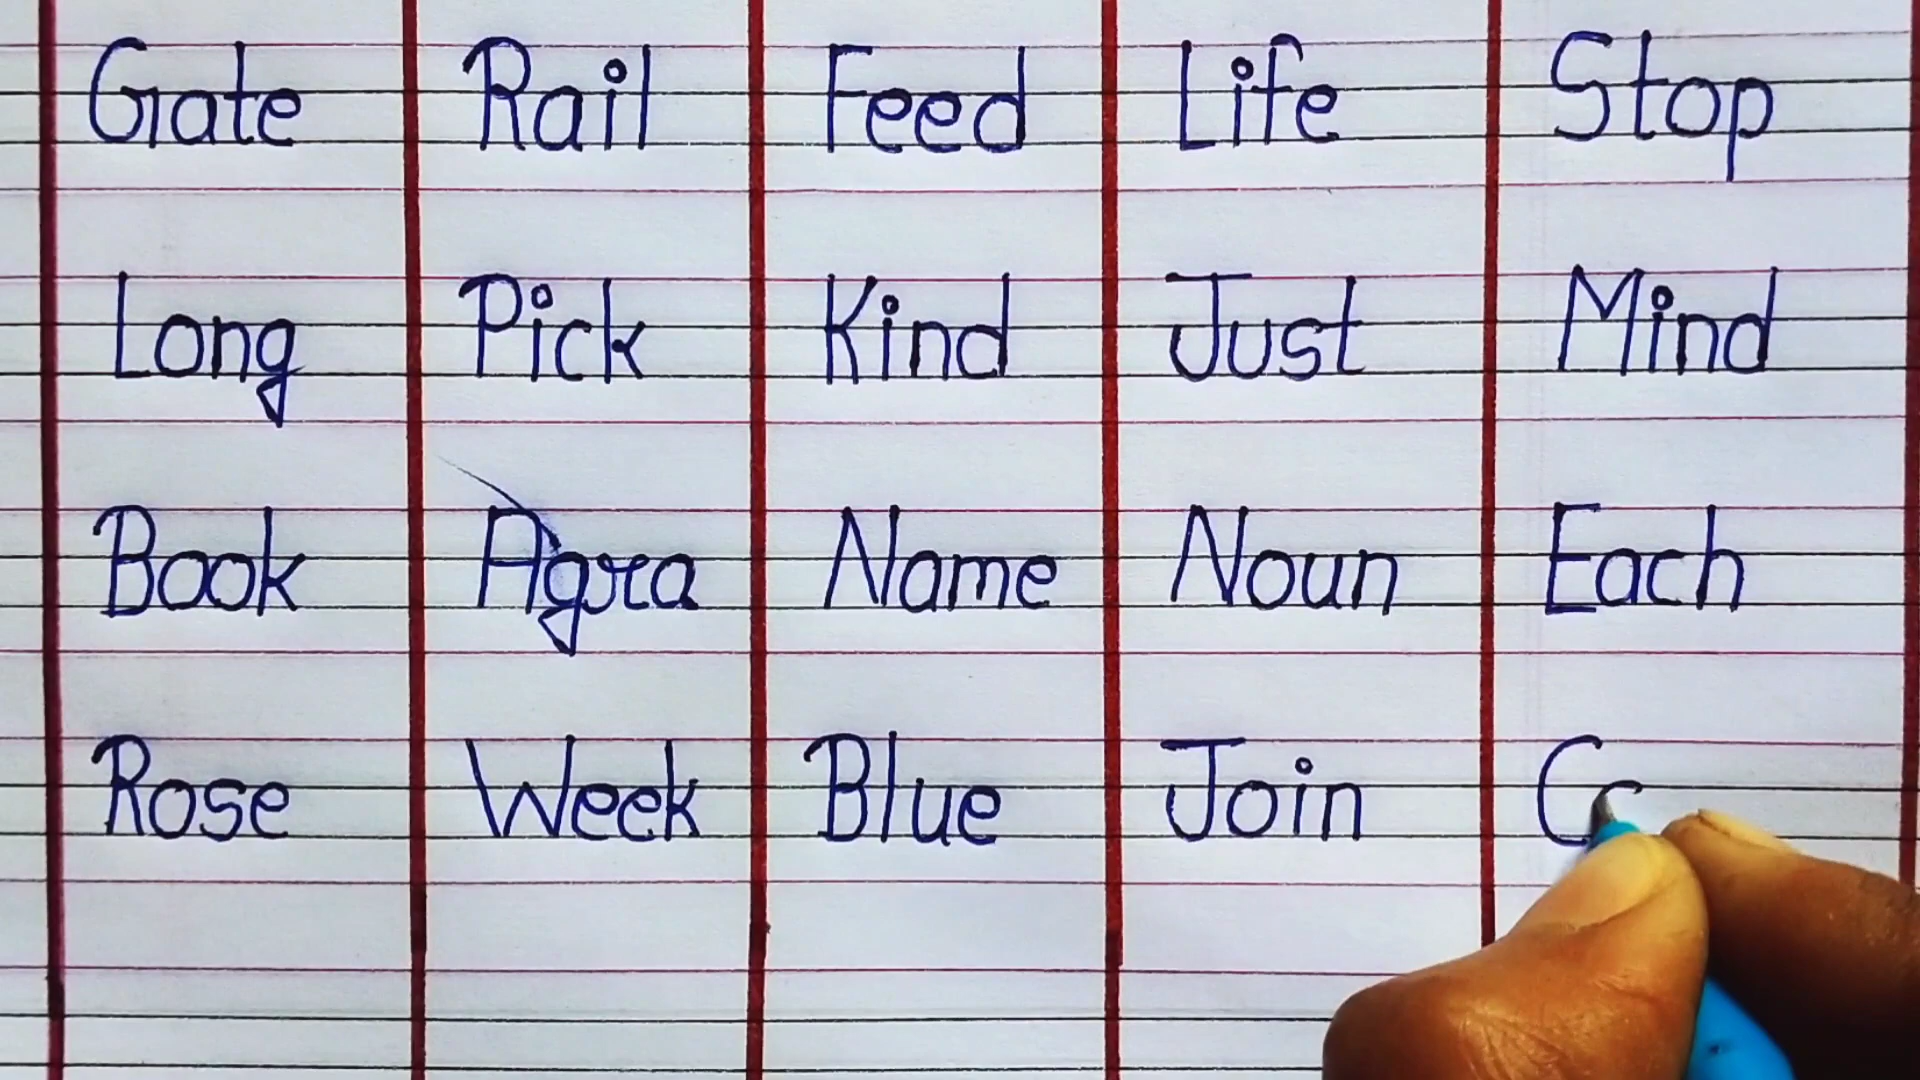 Gate Rail Feed Life Stop
Long Pick Kind Just Mind
Book Agra Name Noun Each
Rose Week Blue Join